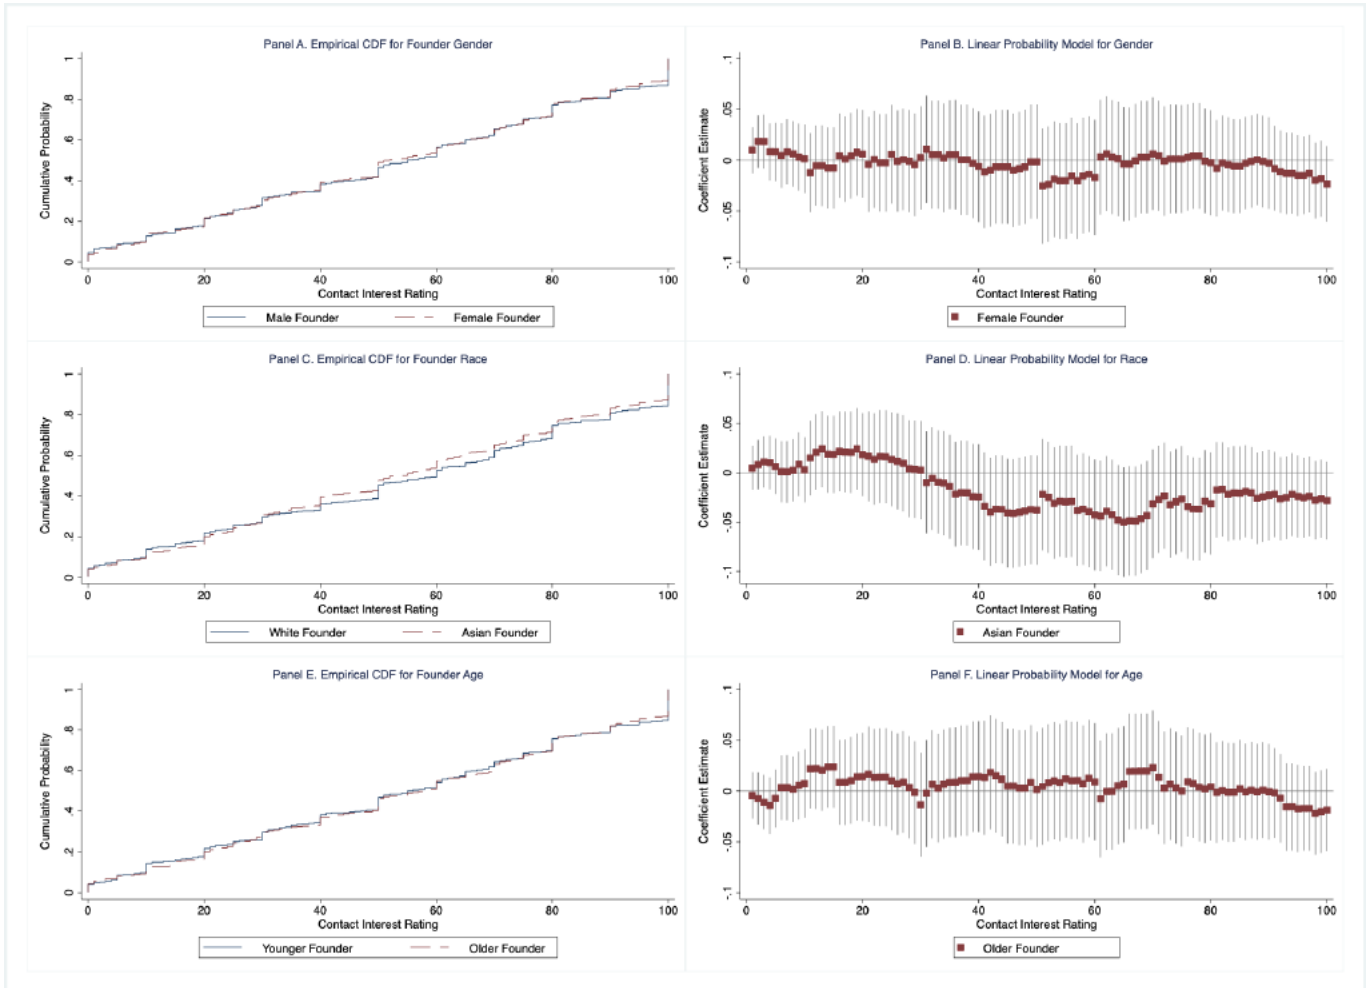 Panel A. Empirical CDF for Founder Gender
Cumulative Probability
1
.8
.6
.4
.2
0
0 20 40 60 80 100
Contact Interest Rating
Male Founder Female Founder
Panel B. Linear Probability Model for Gender
Coefficient Estimate
.1
.05
0
-.05
-.1
0 20 40 60 80 100
Contact Interest Rating
Female Founder
Panel C. Empirical CDF for Founder Race
Cumulative Probability
1
.8
.6
.4
.2
0
0 20 40 60 80 100
Contact Interest Rating
White Founder Asian Founder
Panel D. Linear Probability Model for Race
Coefficient Estimate
.1
.05
0
-.05
-.1
0 20 40 60 80 100
Contact Interest Rating
Asian Founder
Panel E. Empirical CDF for Founder Age
Cumulative Probability
1
.8
.6
.4
.2
0
0 20 40 60 80 100
Contact Interest Rating
Younger Founder Older Founder
Panel F. Linear Probability Model for Age
Coefficient Estimate
.1
.05
0
-.05
-.1
0 20 40 60 80 100
Contact Interest Rating
Older Founder